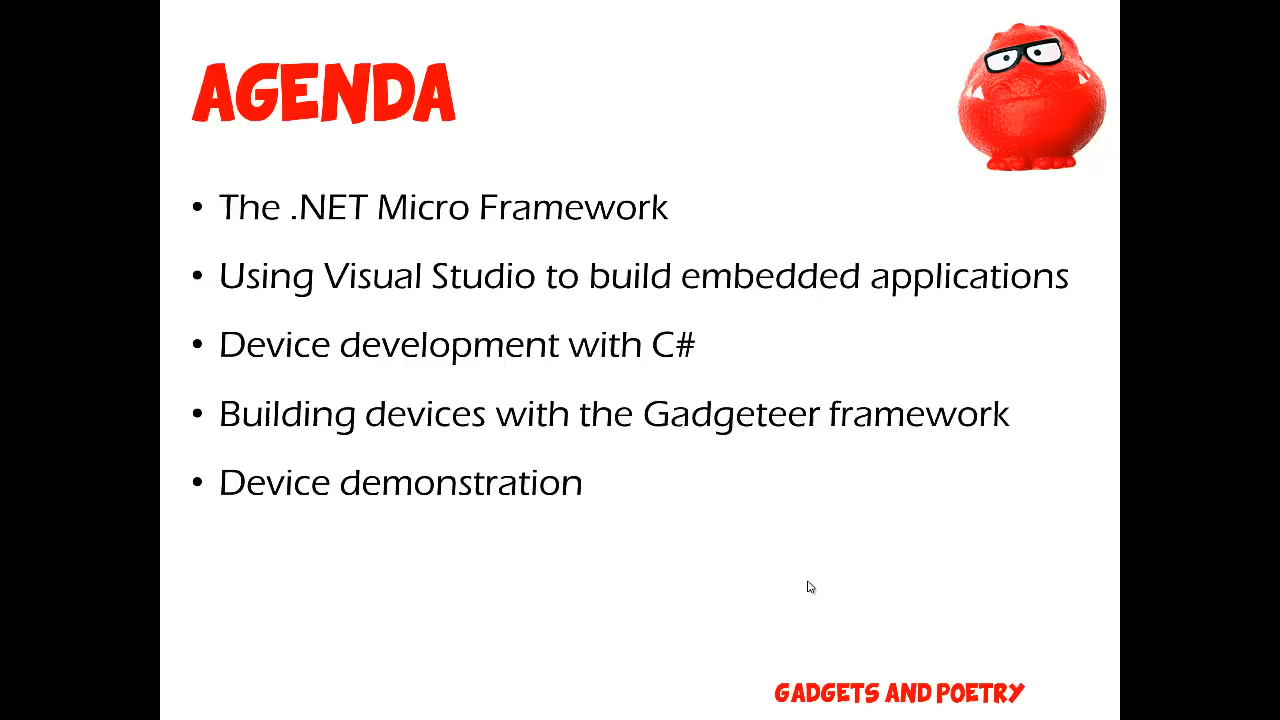 AGENDA
• The .NET Micro Framework
• Using Visual Studio to build embedded applications
• Device development with C#
• Building devices with the Gadgeteer framework
• Device demonstration
GADGETS AND POETRY